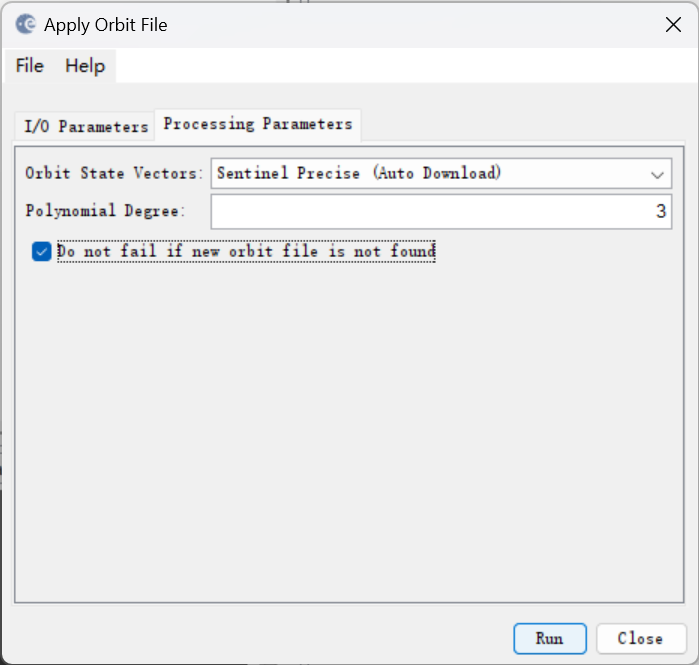 Apply Orbit File
File Help
I/O Parameters Processing Parameters
Orbit State Vectors: Sentinel Precise (Auto Download)
Polynomial Degree: 3
Do not fail if new orbit file is not found
Run Close